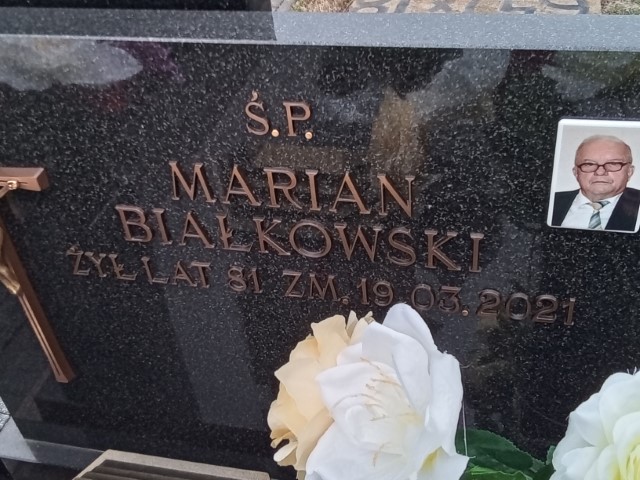 Ś.P.
MARIAN
BIAŁKOWSKI
ŻYŁ LAT 81 ZM. 19.03.2021